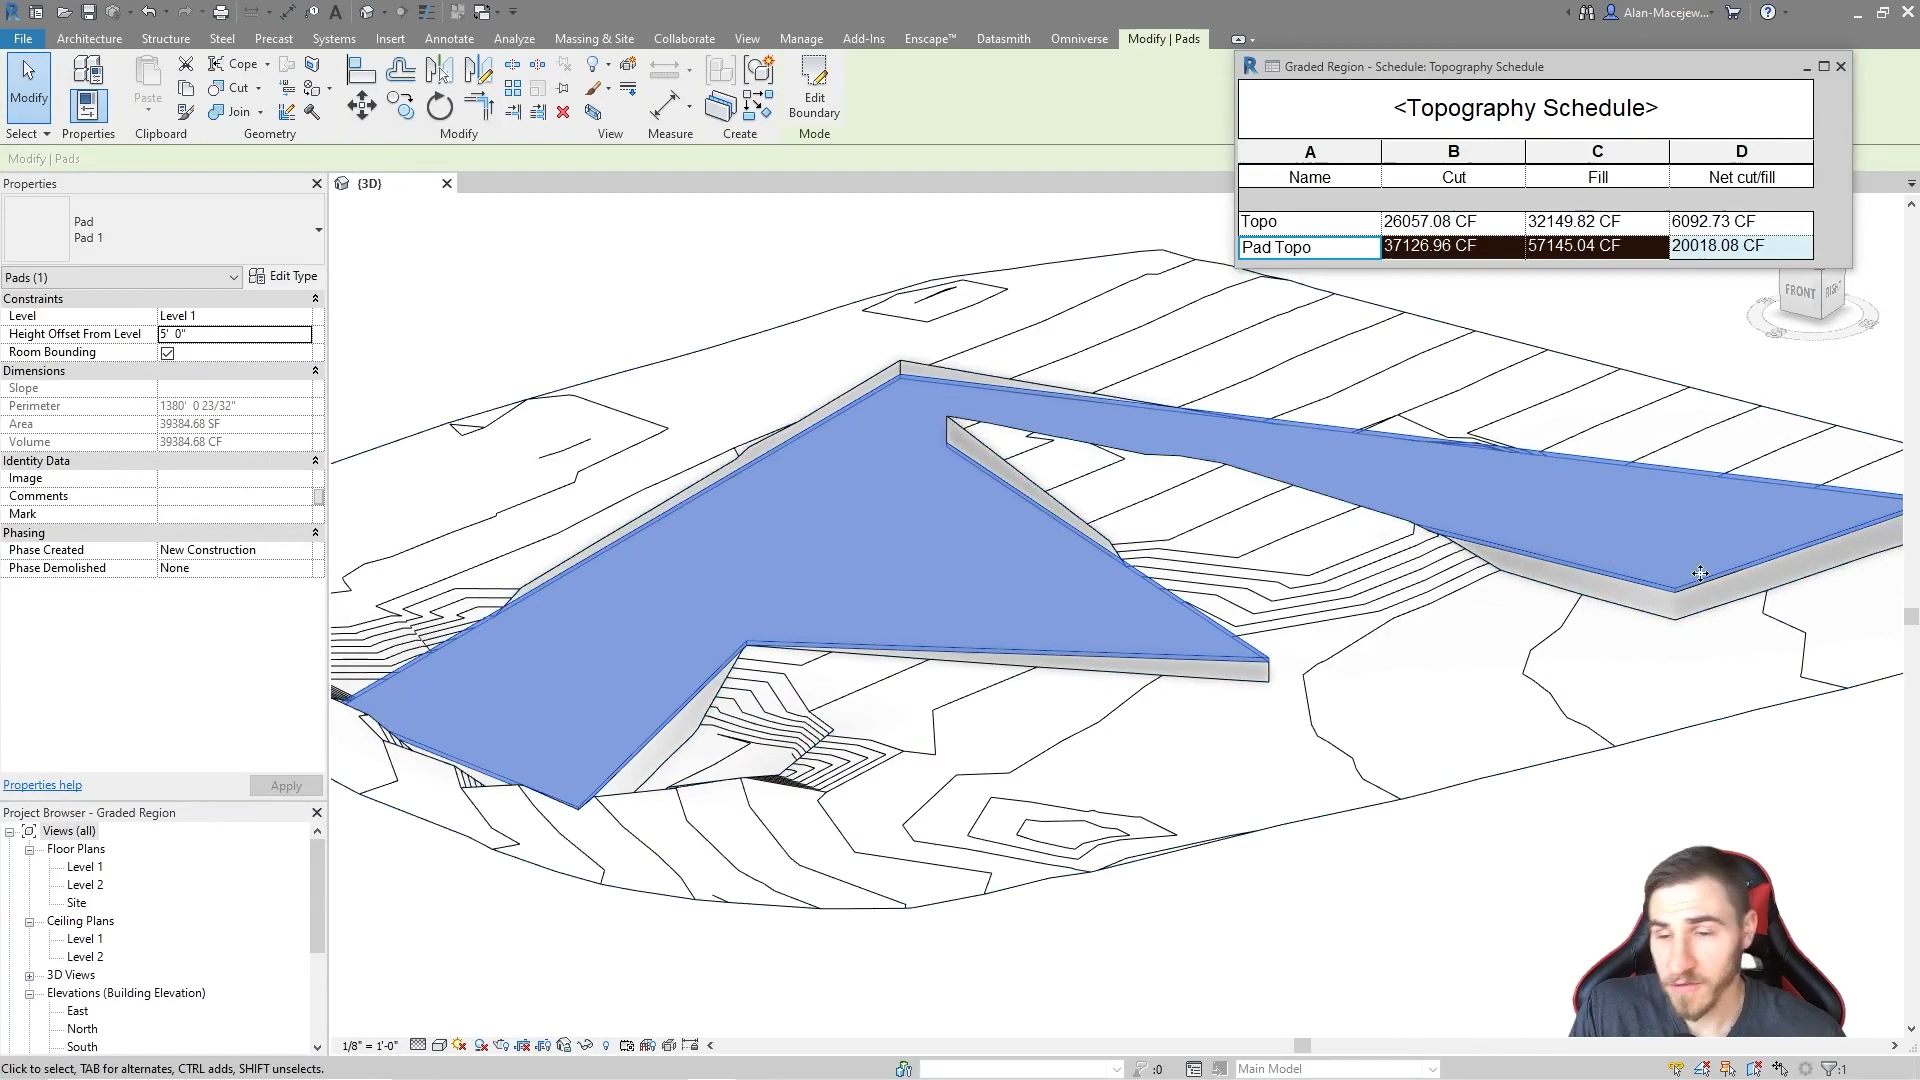 Alan-Macejew...
File Architecture Structure Steel Precast Systems Insert Annotate Analyze Massing & Site Collaborate View Manage Add-Ins Enscape™ Datasmith Omniverse Modify | Pads
Modify
Properties
Paste
Cope
Cut
Join
Edit Boundary
Select Properties Clipboard Geometry Modify View Measure Create Mode
Modify | Pads
Graded Region - Schedule: Topography Schedule
<Topography Schedule>
A B C D
Name Cut Fill Net cut/fill
Topo 26057.08 CF 32149.82 CF 6092.73 CF
Pad Topo 37126.96 CF 57145.04 CF 20018.08 CF
Properties
{3D}
Pad
Pad 1
Pads (1) Edit Type
Constraints
Level Level 1
Height Offset From Level 5' 0"
Room Bounding
Dimensions
Slope
Perimeter 1380' 0 23/32"
Area 39384.68 SF
Volume 39384.68 CF
Identity Data
Image
Comments
Mark
Phasing
Phase Created New Construction
Phase Demolished None
Properties help Apply
Project Browser - Graded Region
Views (all)
Floor Plans
Level 1
Level 2
Site
Ceiling Plans
Level 1
Level 2
3D Views
Elevations (Building Elevation)
East
North
South
FRONT RIGHT
1/8" = 1'-0"
Click to select, TAB for alternates, CTRL adds, SHIFT unselects.
:0
Main Model
:1